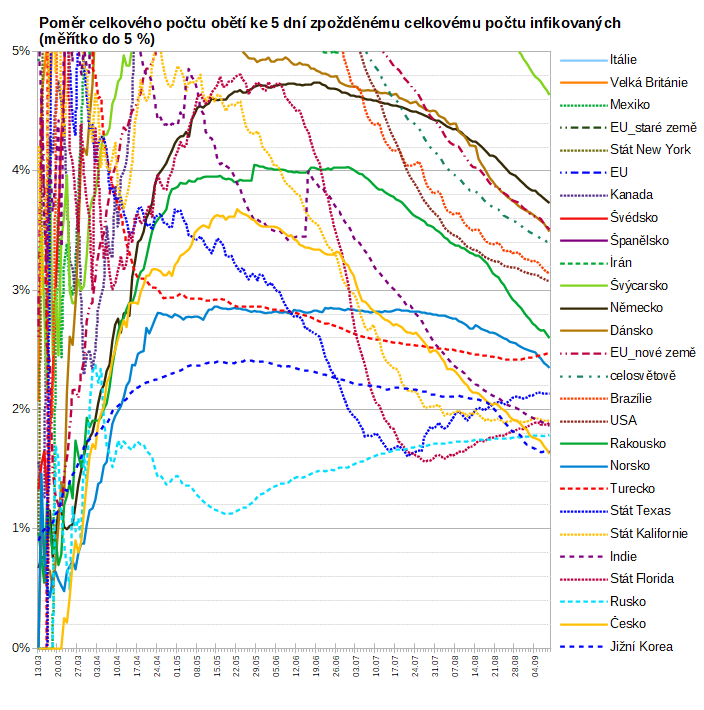 Poměr celkového počtu obětí ke 5 dní zpožděnému celkovému počtu infikovaných
(měřítko do 5 %)
5%
4%
3%
2%
1%
0%
13.03
20.03
27.03
03.04
10.04
17.04
24.04
01.05
08.05
15.05
22.05
29.05
05.06
12.06
19.06
26.06
03.07
10.07
17.07
24.07
31.07
07.08
14.08
21.08
28.08
04.09
Itálie
Velká Británie
Mexiko
EU_staré země
Stát New York
EU
Kanada
Švédsko
Španělsko
Írán
Švýcarsko
Německo
Dánsko
EU_nové země
celosvětově
Brazílie
USA
Rakousko
Norsko
Turecko
Stát Texas
Stát Kalifornie
Indie
Stát Florida
Rusko
Česko
Jižní Korea